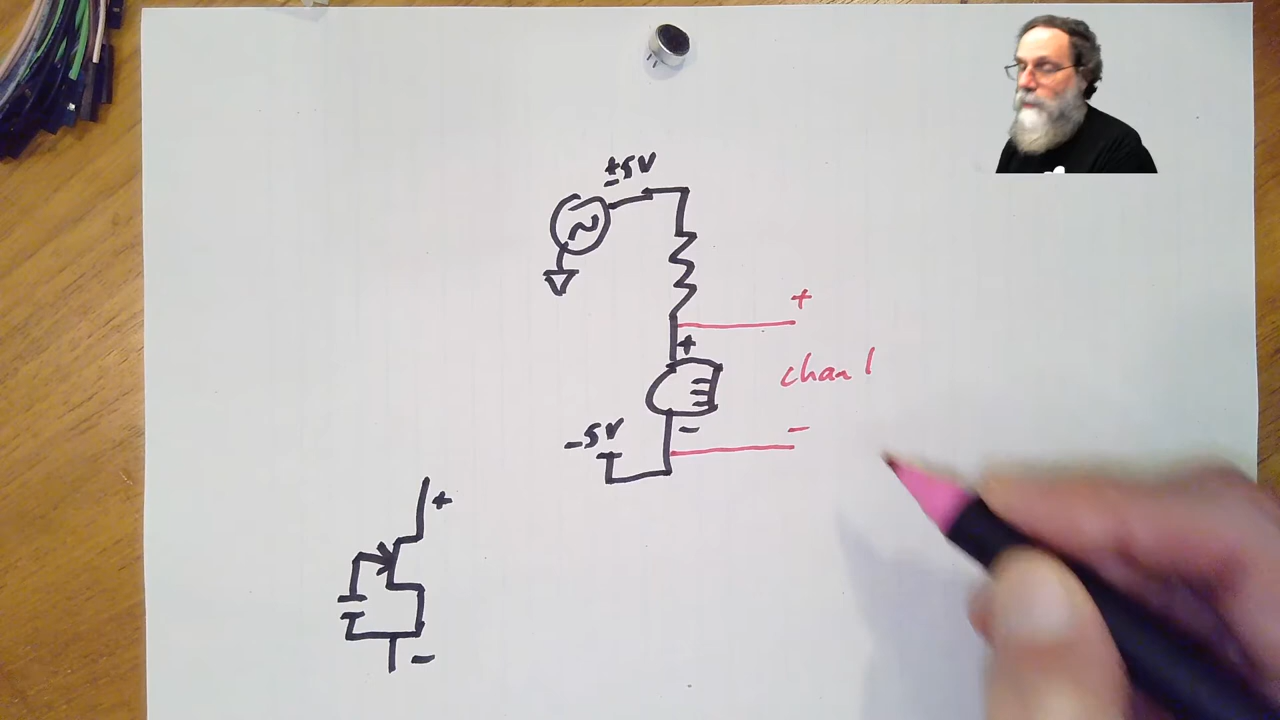 ±5V
+
+
chan 1
-
-5V
-
+
-